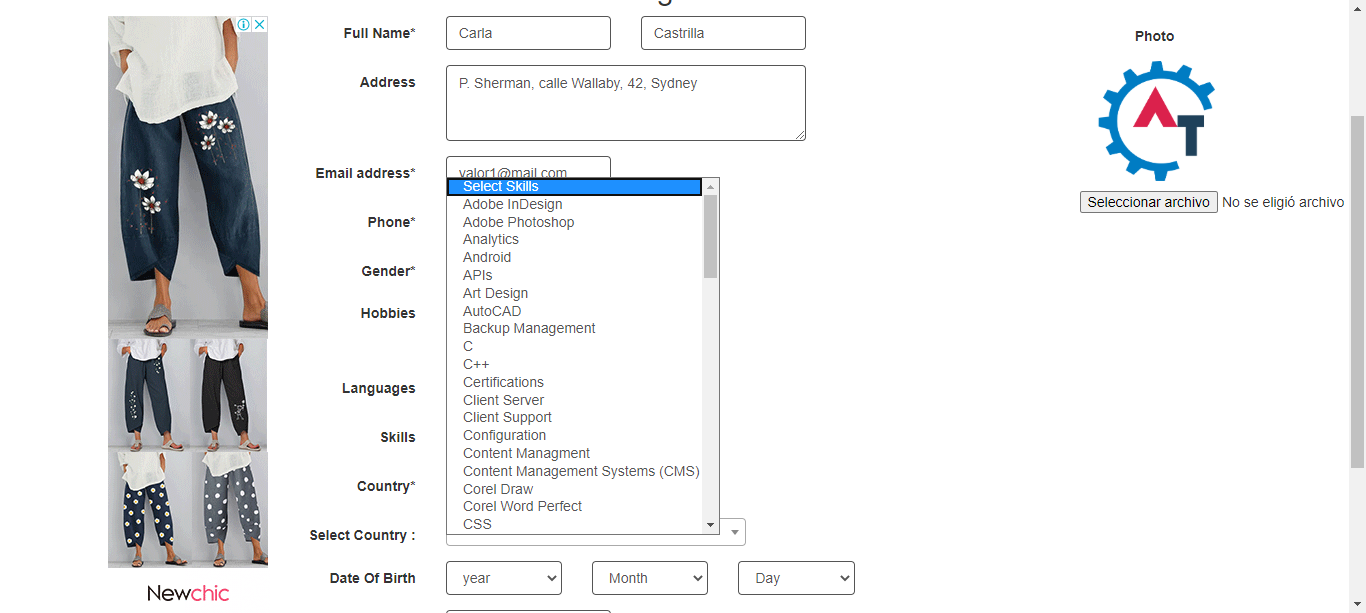 Full Name* Carla Castrilla
Photo
Address P. Sherman, calle Wallaby, 42, Sydney
AT
Email address* valor1@mail.com
Seleccionar archivo No se eligió archivo
Phone*
Gender*
Hobbies
Languages
Skills
Country*
Select Country :
Select Skills
Adobe InDesign
Adobe Photoshop
Analytics
Android
APIs
Art Design
AutoCAD
Backup Management
C
C++
Certifications
Client Server
Client Support
Configuration
Content Managment
Content Management Systems (CMS)
Corel Draw
Corel Word Perfect
CSS
Date Of Birth year Month Day
Newchic